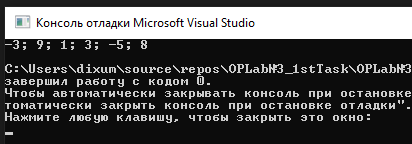 Консоль отладки Microsoft Visual Studio
-3; 9; 1; 3; -5; 8
C:\Users\dixum\source\repos\OPLab№3_1stTask\OPLab№3
завершил работу с кодом 0.
Чтобы автоматически закрывать консоль при остановке
томатически закрыть консоль при остановке отладки".
Нажмите любую клавишу, чтобы закрыть это окно: